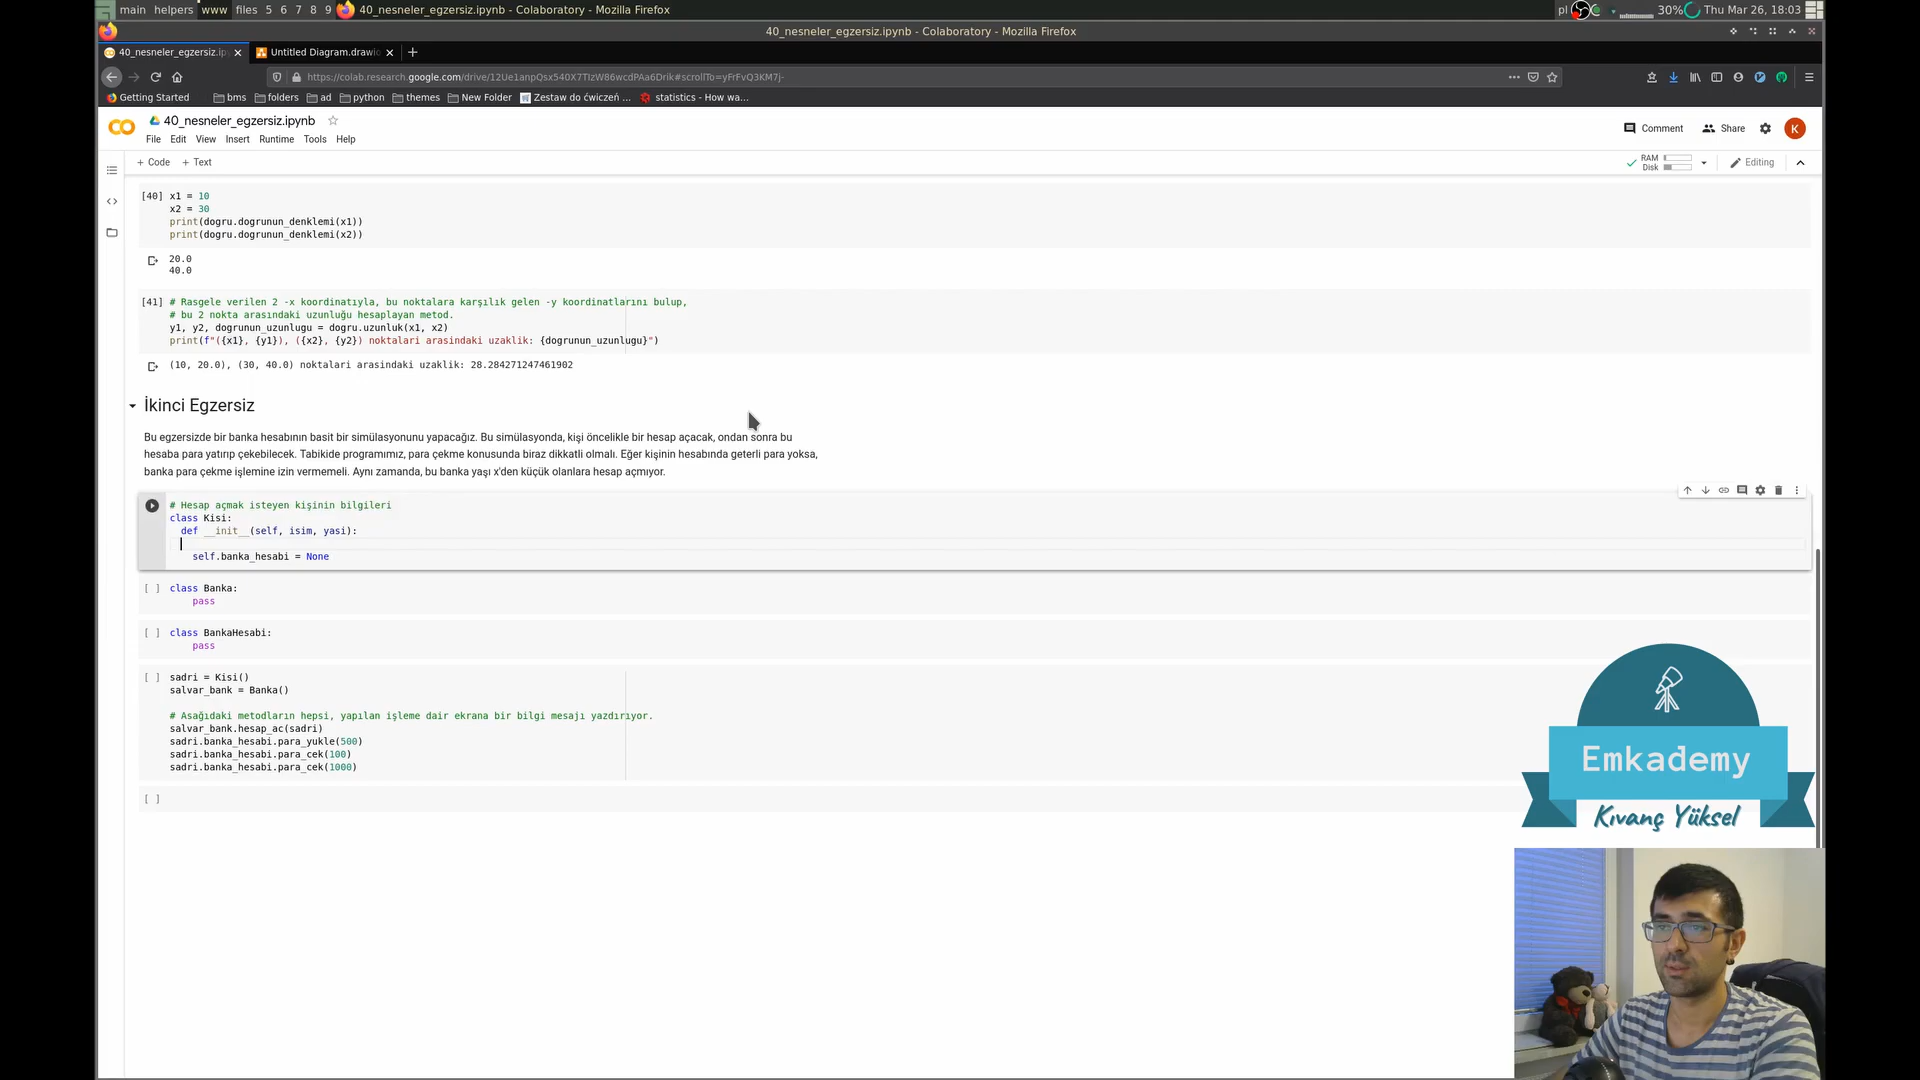 main helpers www files 5 6 7 8 9 40_nesneler_egzersiz.ipynb - Colaboratory - Mozilla Firefox
pl 30% Thu Mar 26, 18:03
40_nesneler_egzersiz.ipynb - Colaboratory - Mozilla Firefox
40_nesneler_egzersiz.ip
Untitled Diagram.drawi
https://colab.research.google.com/drive/12Ue1anpQsx540X7TIzW86wcdPAa6Drik#scrollTo=yFrFvQ3KM7j-
Getting Started bms folders ad python themes New Folder Zestaw do ćwiczeń ... statistics - How wa...
40_nesneler_egzersiz.ipynb
Comment Share K
File Edit View Insert Runtime Tools Help
+ Code + Text
RAM
Disk
Editing
[40] x1 = 10
x2 = 30
print(dogru.dogrunun_denklemi(x1))
print(dogru.dogrunun_denklemi(x2))
20.0
40.0
[41] # Rasgele verilen 2 -x koordinatıyla, bu noktalara karşılık gelen -y koordinatlarını bulup,
# bu 2 nokta arasındaki uzunluğu hesaplayan metod.
y1, y2, dogrunun_uzunlugu = dogru.uzunluk(x1, x2)
print(f"({x1}, {y1}), ({x2}, {y2}) noktalari arasindaki uzaklik: {dogrunun_uzunlugu}")
(10, 20.0), (30, 40.0) noktalari arasindaki uzaklik: 28.284271247461902
İkinci Egzersiz
Bu egzersizde bir banka hesabının basit bir simülasyonunu yapacağız. Bu simülasyonda, kişi öncelikle bir hesap açacak, ondan sonra bu
hesaba para yatırıp çekebilecek. Tabikide programımız, para çekme konusunda biraz dikkatli olmalı. Eğer kişinin hesabında geterli para yoksa,
banka para çekme işlemine izin vermemeli. Aynı zamanda, bu banka yaşı x'den küçük olanlara hesap açmıyor.
# Hesap açmak isteyen kişinin bilgileri
class Kisi:
def __init__(self, isim, yasi):
self.banka_hesabi = None
[ ] class Banka:
pass
[ ] class BankaHesabi:
pass
[ ] sadri = Kisi()
salvar_bank = Banka()
# Asağıdaki metodların hepsi, yapılan işleme dair ekrana bir bilgi mesajı yazdırıyor.
salvar_bank.hesap_ac(sadri)
sadri.banka_hesabi.para_yukle(500)
sadri.banka_hesabi.para_cek(100)
sadri.banka_hesabi.para_cek(1000)
[ ]
Emkademy
Kıvanç Yüksel